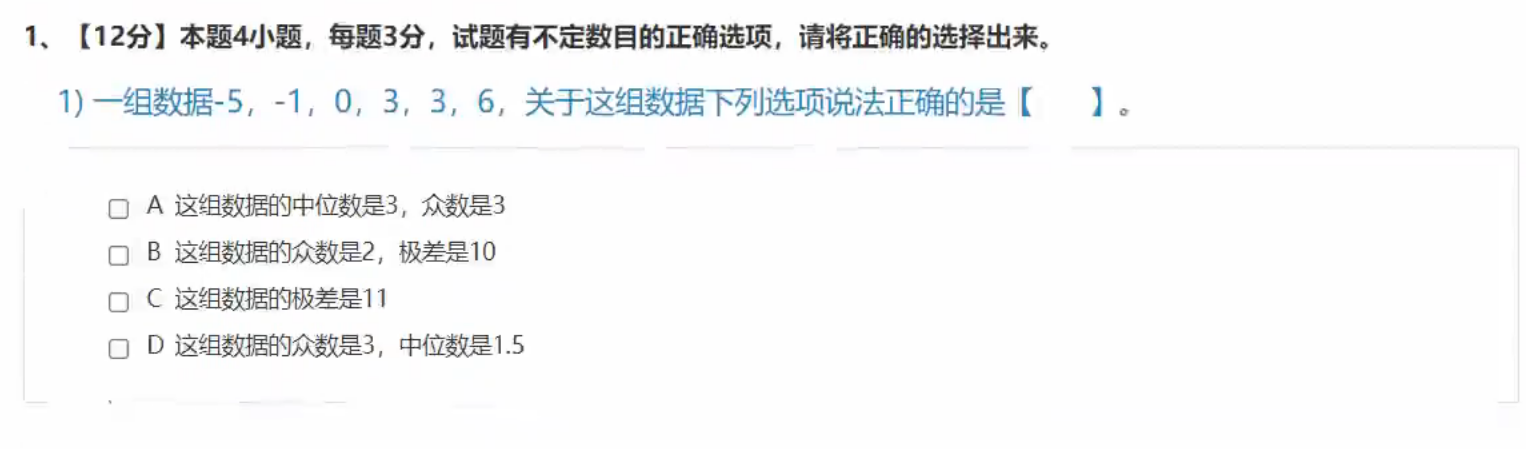 1、【12分】本题4小题，每题3分，试题有不定数目的正确选项，请将正确的选择出来。
1) 一组数据-5，-1，0，3，3，6，关于这组数据下列选项说法正确的是【　　】。
A 这组数据的中位数是3，众数是3
B 这组数据的众数是2，极差是10
C 这组数据的极差是11
D 这组数据的众数是3，中位数是1.5